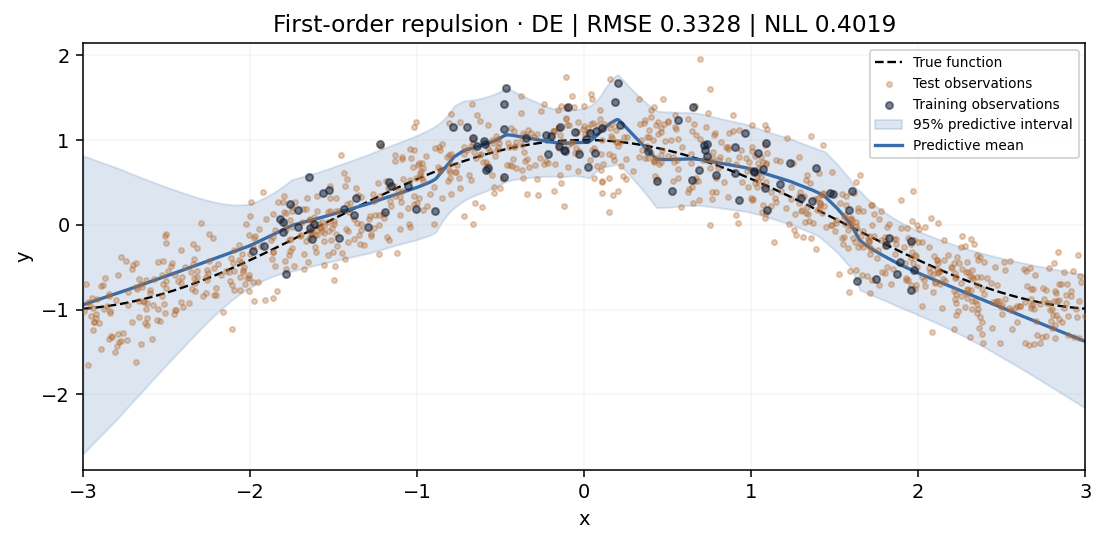 First-order repulsion · DE | RMSE 0.3328 | NLL 0.4019
True function
Test observations
Training observations
95% predictive interval
Predictive mean
y
2
1
0
−1
−2
−3
−2
−1
0
1
2
3
x